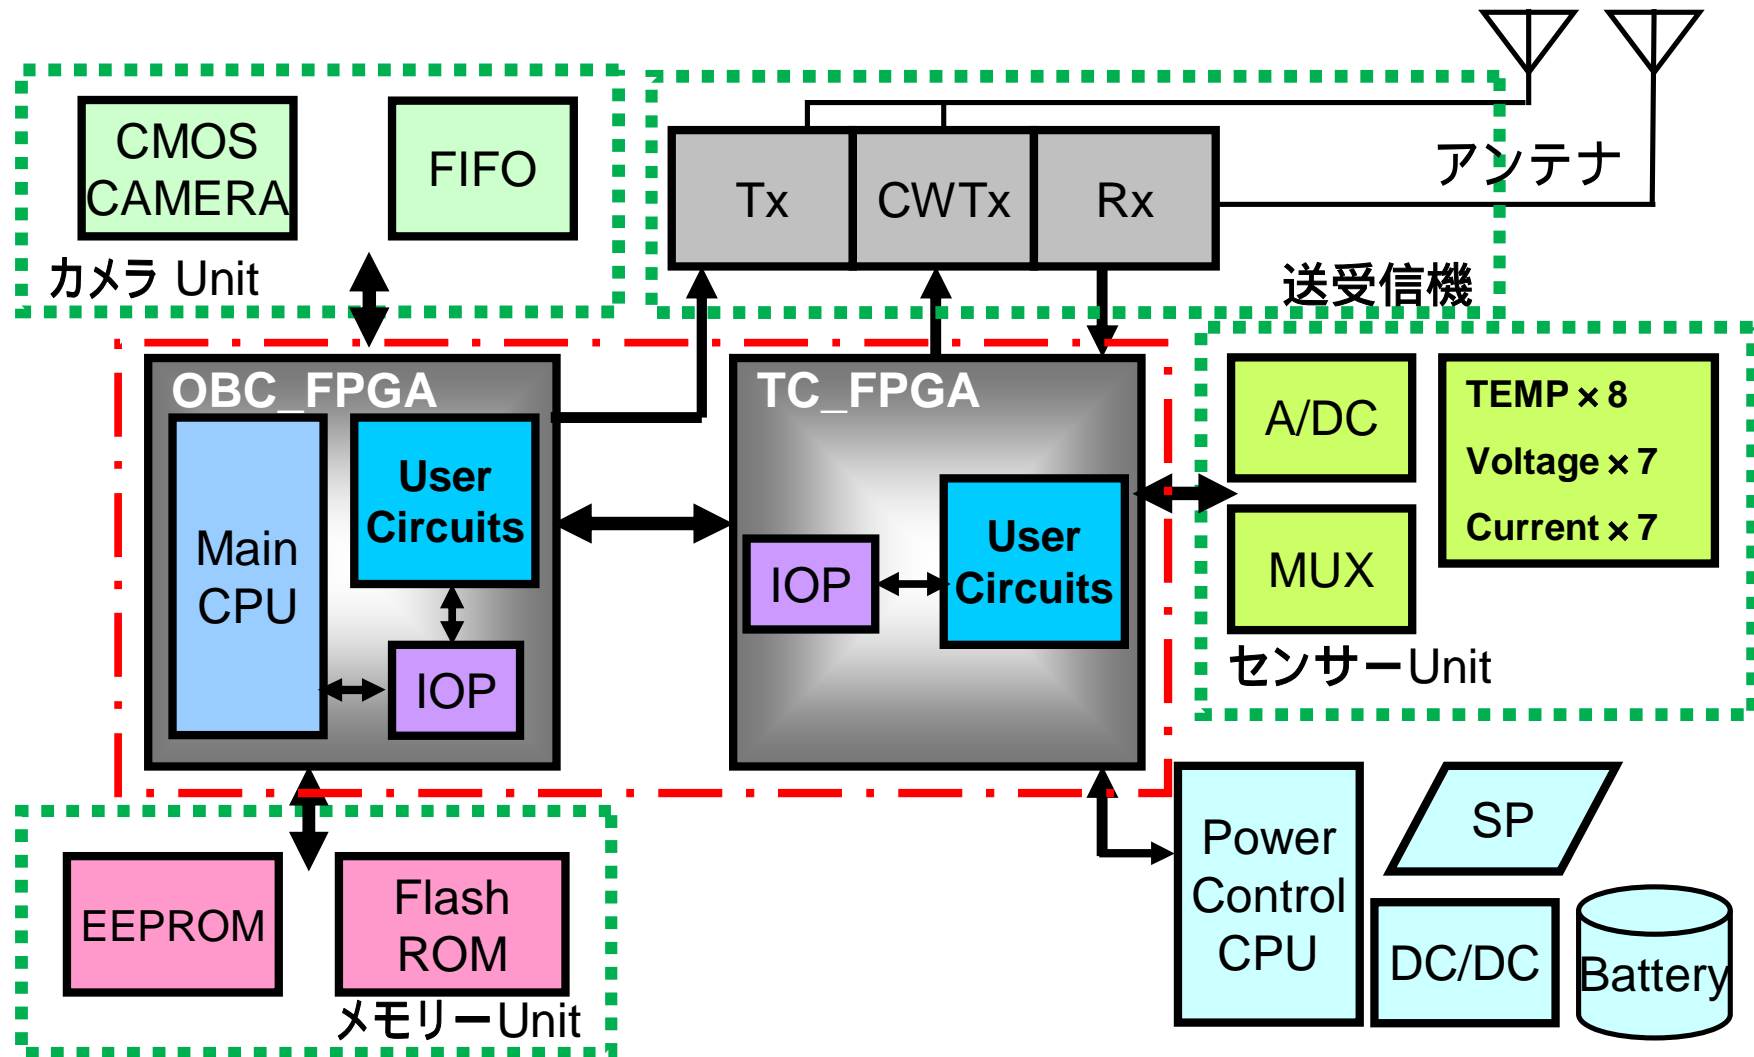 CMOS
CAMERA
FIFO
カメラ Unit
Tx
CWTx
Rx
アンテナ
送受信機
OBC_FPGA
Main
CPU
User
Circuits
IOP
TC_FPGA
IOP
User
Circuits
A/DC
MUX
TEMP × 8
Voltage × 7
Current × 7
センサーUnit
EEPROM
Flash
ROM
メモリーUnit
Power
Control
CPU
SP
DC/DC
Battery